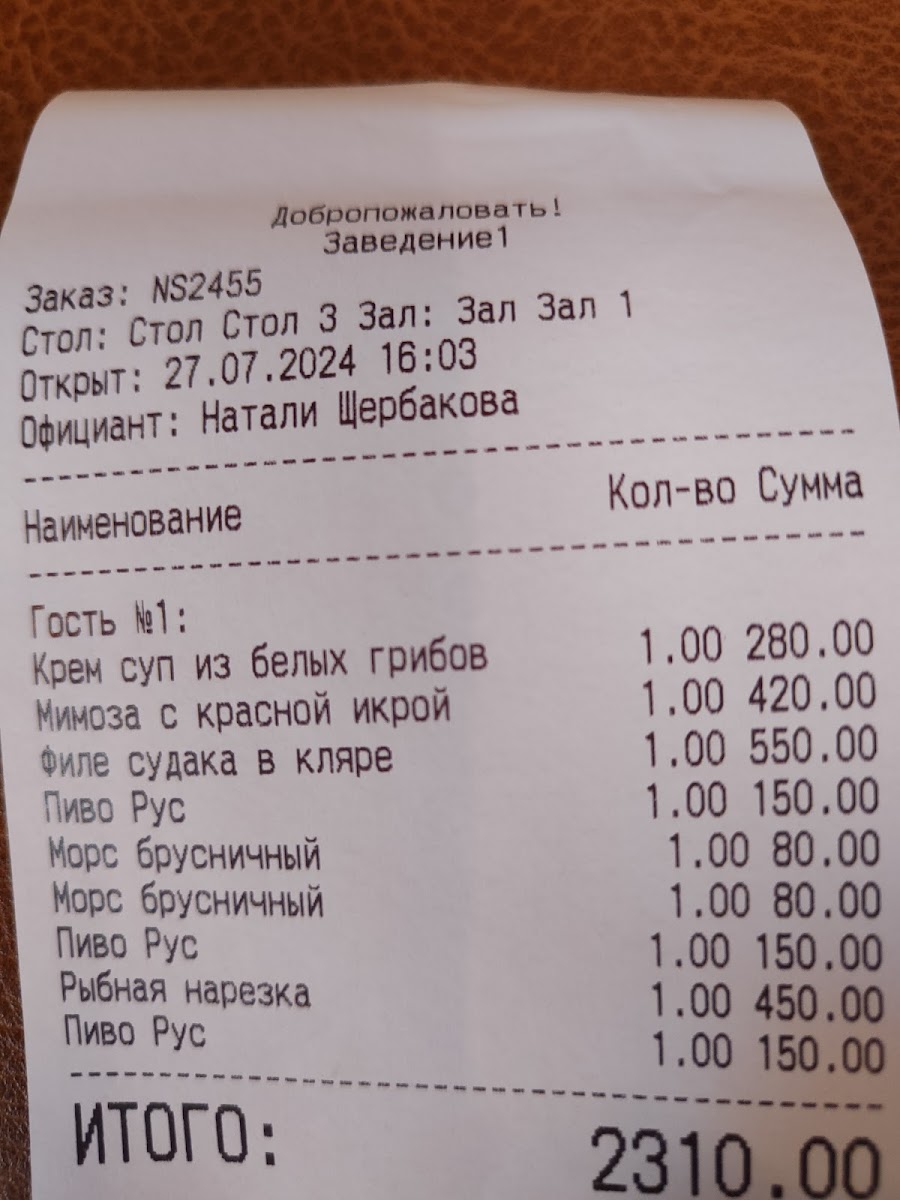 Добропожаловать!
Заведение1
Заказ: NS2455
Стол: Стол Стол 3 Зал: Зал Зал 1
Открыт: 27.07.2024 16:03
Официант: Натали Щербакова
Наименование Кол-во Сумма
Гость №1:
Крем суп из белых грибов 1.00 280.00
Мимоза с красной икрой 1.00 420.00
Филе судака в кляре 1.00 550.00
Пиво Рус 1.00 150.00
Морс брусничный 1.00 80.00
Морс брусничный 1.00 80.00
Пиво Рус 1.00 150.00
Рыбная нарезка 1.00 450.00
Пиво Рус 1.00 150.00
ИТОГО: 2310.00